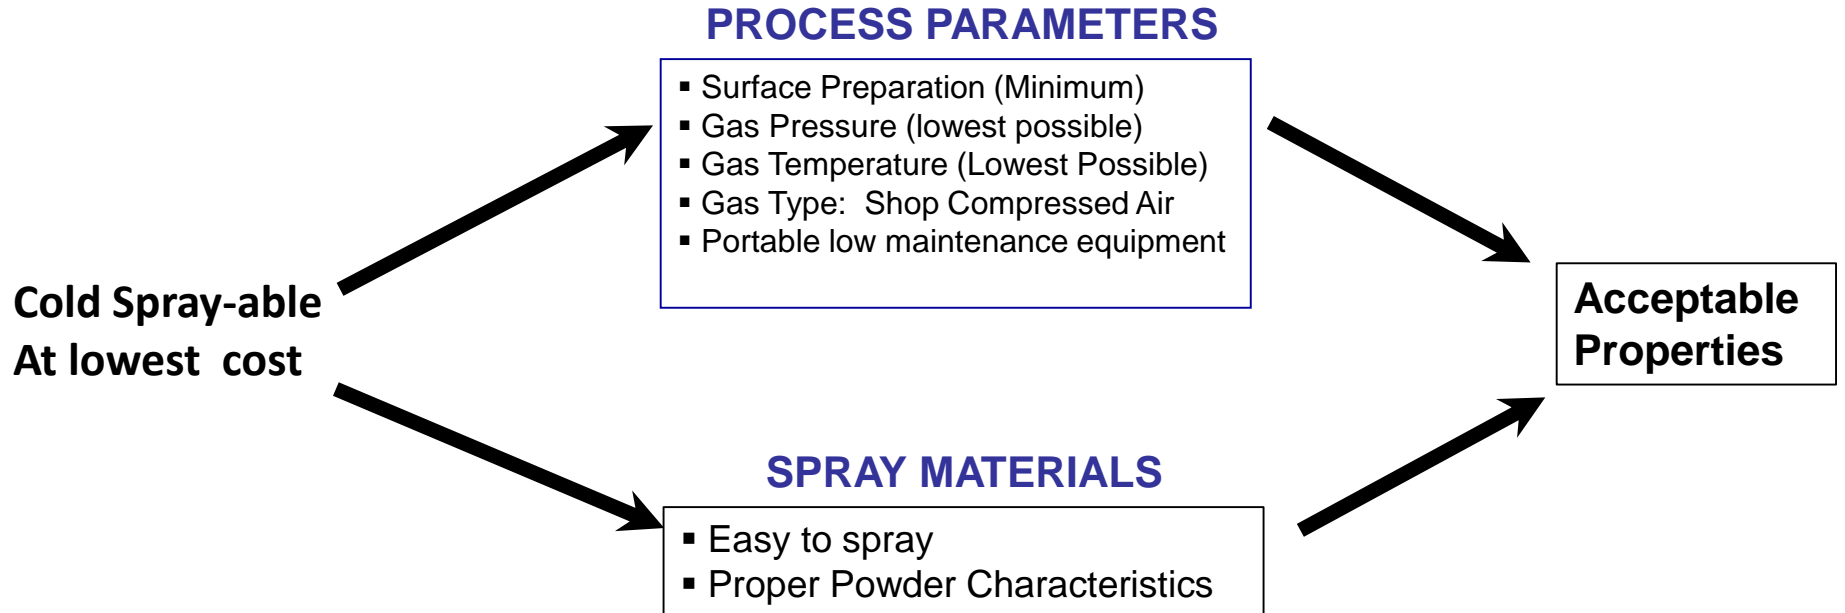 PROCESS PARAMETERS
▪ Surface Preparation (Minimum)
▪ Gas Pressure (lowest possible)
▪ Gas Temperature (Lowest Possible)
▪ Gas Type: Shop Compressed Air
▪ Portable low maintenance equipment
Cold Spray-able
At lowest cost
Acceptable
Properties
SPRAY MATERIALS
▪ Easy to spray
▪ Proper Powder Characteristics